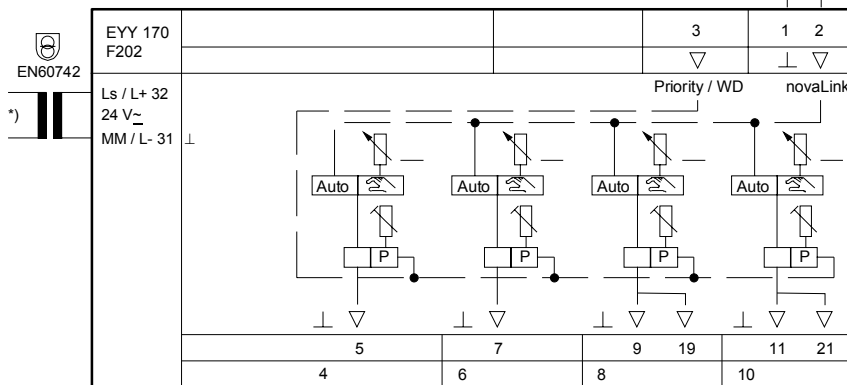 EYY 170
F202
3
1 2
EN60742
Ls / L+ 32
24 V~
MM / L- 31
*)
Priority / WD
novaLink
Auto
Auto
Auto
Auto
P
P
P
P
5
7
9 19
11 21
4
6
8
10